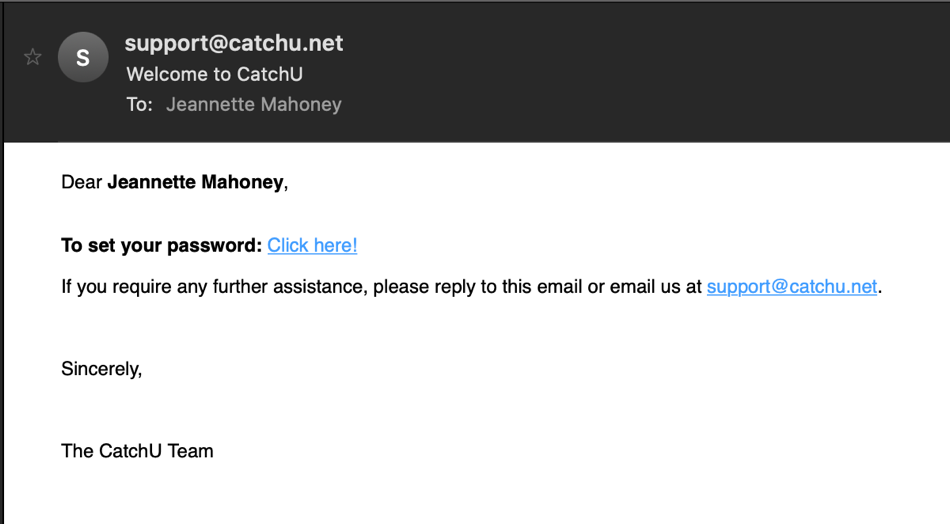 S
support@catchu.net
Welcome to CatchU
To: Jeannette Mahoney
Dear Jeannette Mahoney,
To set your password: Click here!
If you require any further assistance, please reply to this email or email us at support@catchu.net.
Sincerely,
The CatchU Team